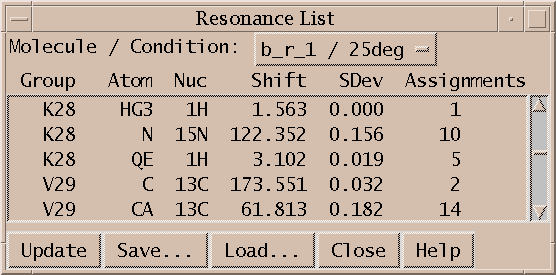 Resonance List
Molecule / Condition: b_r_1 / 25deg
Group Atom Nuc Shift SDev Assignments
K28 HG3 1H 1.563 0.000 1
K28 N 15N 122.352 0.156 10
K28 QE 1H 3.102 0.019 5
V29 C 13C 173.551 0.032 2
V29 CA 13C 61.813 0.182 14
Update Save... Load... Close Help